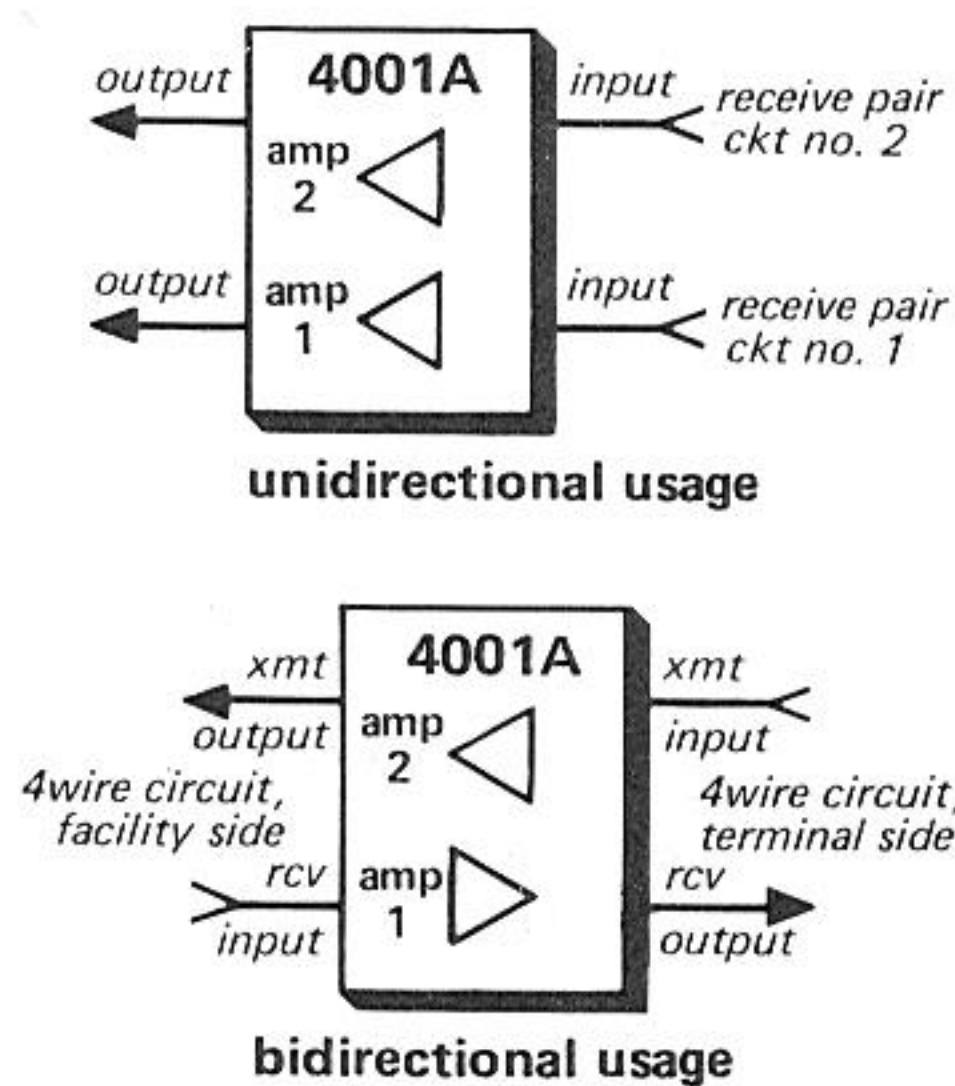 4001A
output
input
receive pair
ckt no. 2
amp
2
output
input
amp
1
receive pair
ckt no. 1
unidirectional usage
4001A
xmt
output
xmt
input
amp
2
4wire circuit,
facility side
4wire circuit,
terminal side
rcv
input
amp
1
rcv
output
bidirectional usage